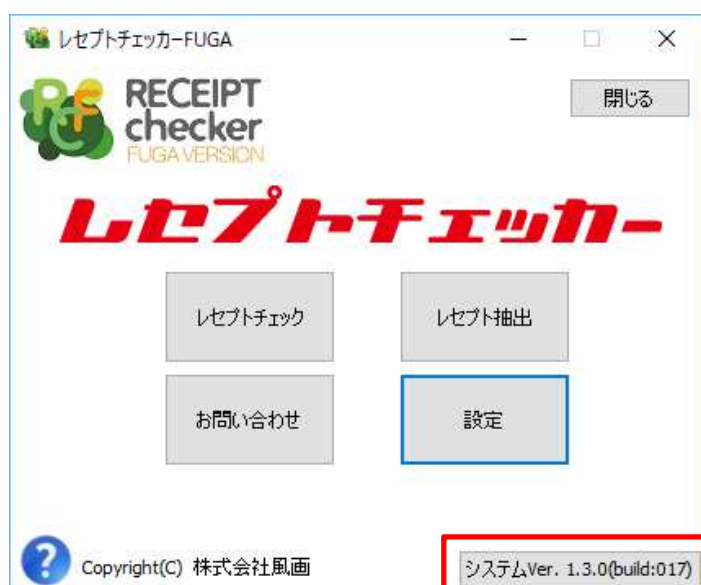 レセプトチェッカーFUGA
RCF
RECEIPT
checker
FUGA VERSION
閉じる
レセプトチェッカー
レセプトチェック
レセプト抽出
お問い合わせ
設定
?
Copyright(C) 株式会社風画
システムVer. 1.3.0(build:017)